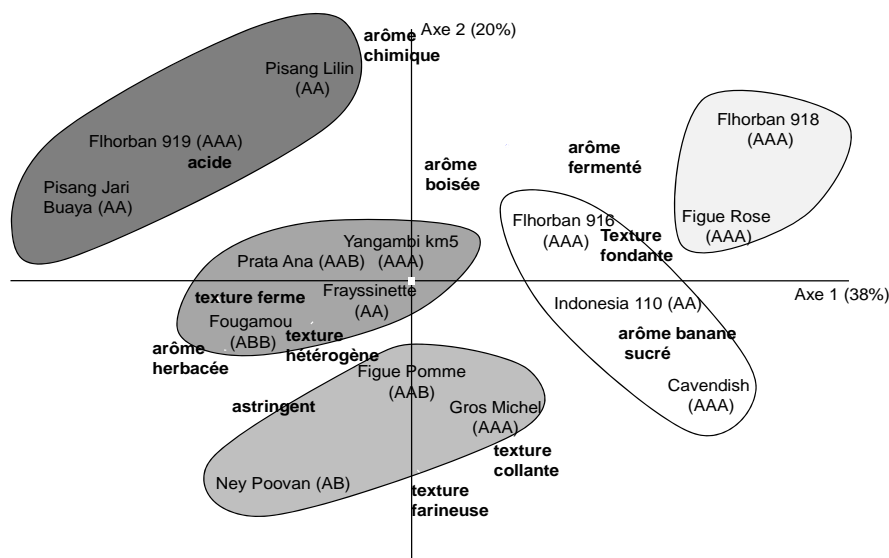 Axe 2 (20%)
arôme
chimique
Pisang Lilin
(AA)
Flhorban 918
(AAA)
Flhorban 919 (AAA)
acide
arôme
fermenté
arôme
boisée
Pisang Jari
Buaya (AA)
Flhorban 916
(AAA)
Figue Rose
(AAA)
Texture
fondante
Yangambi km5
(AAA)
Prata Ana (AAB)
Axe 1 (38%)
texture ferme
Frayssinette
(AA)
Indonesia 110 (AA)
Fougamou
(ABB)
texture
hétérogène
arôme banane
sucré
arôme
herbacée
Figue Pomme
(AAB)
Cavendish
(AAA)
astringent
Gros Michel
(AAA)
texture
collante
Ney Poovan (AB)
texture
farineuse